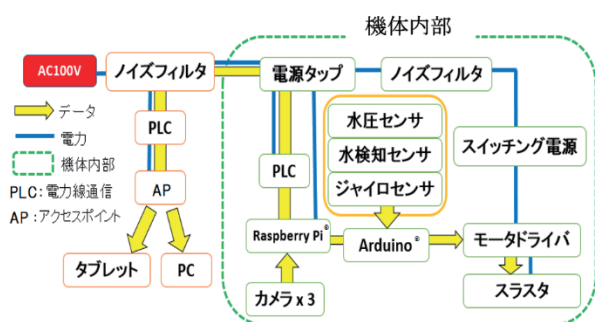 機体内部
AC100V
ノイズフィルタ
電源タップ
ノイズフィルタ
データ
電力
機体内部
PLC:電力線通信
AP:アクセスポイント
PLC
AP
タブレット
PC
PLC
水圧センサ
水検知センサ
ジャイロセンサ
スイッチング電源
Raspberry Pi®
Arduino®
モータドライバ
カメラ x 3
スラスタ